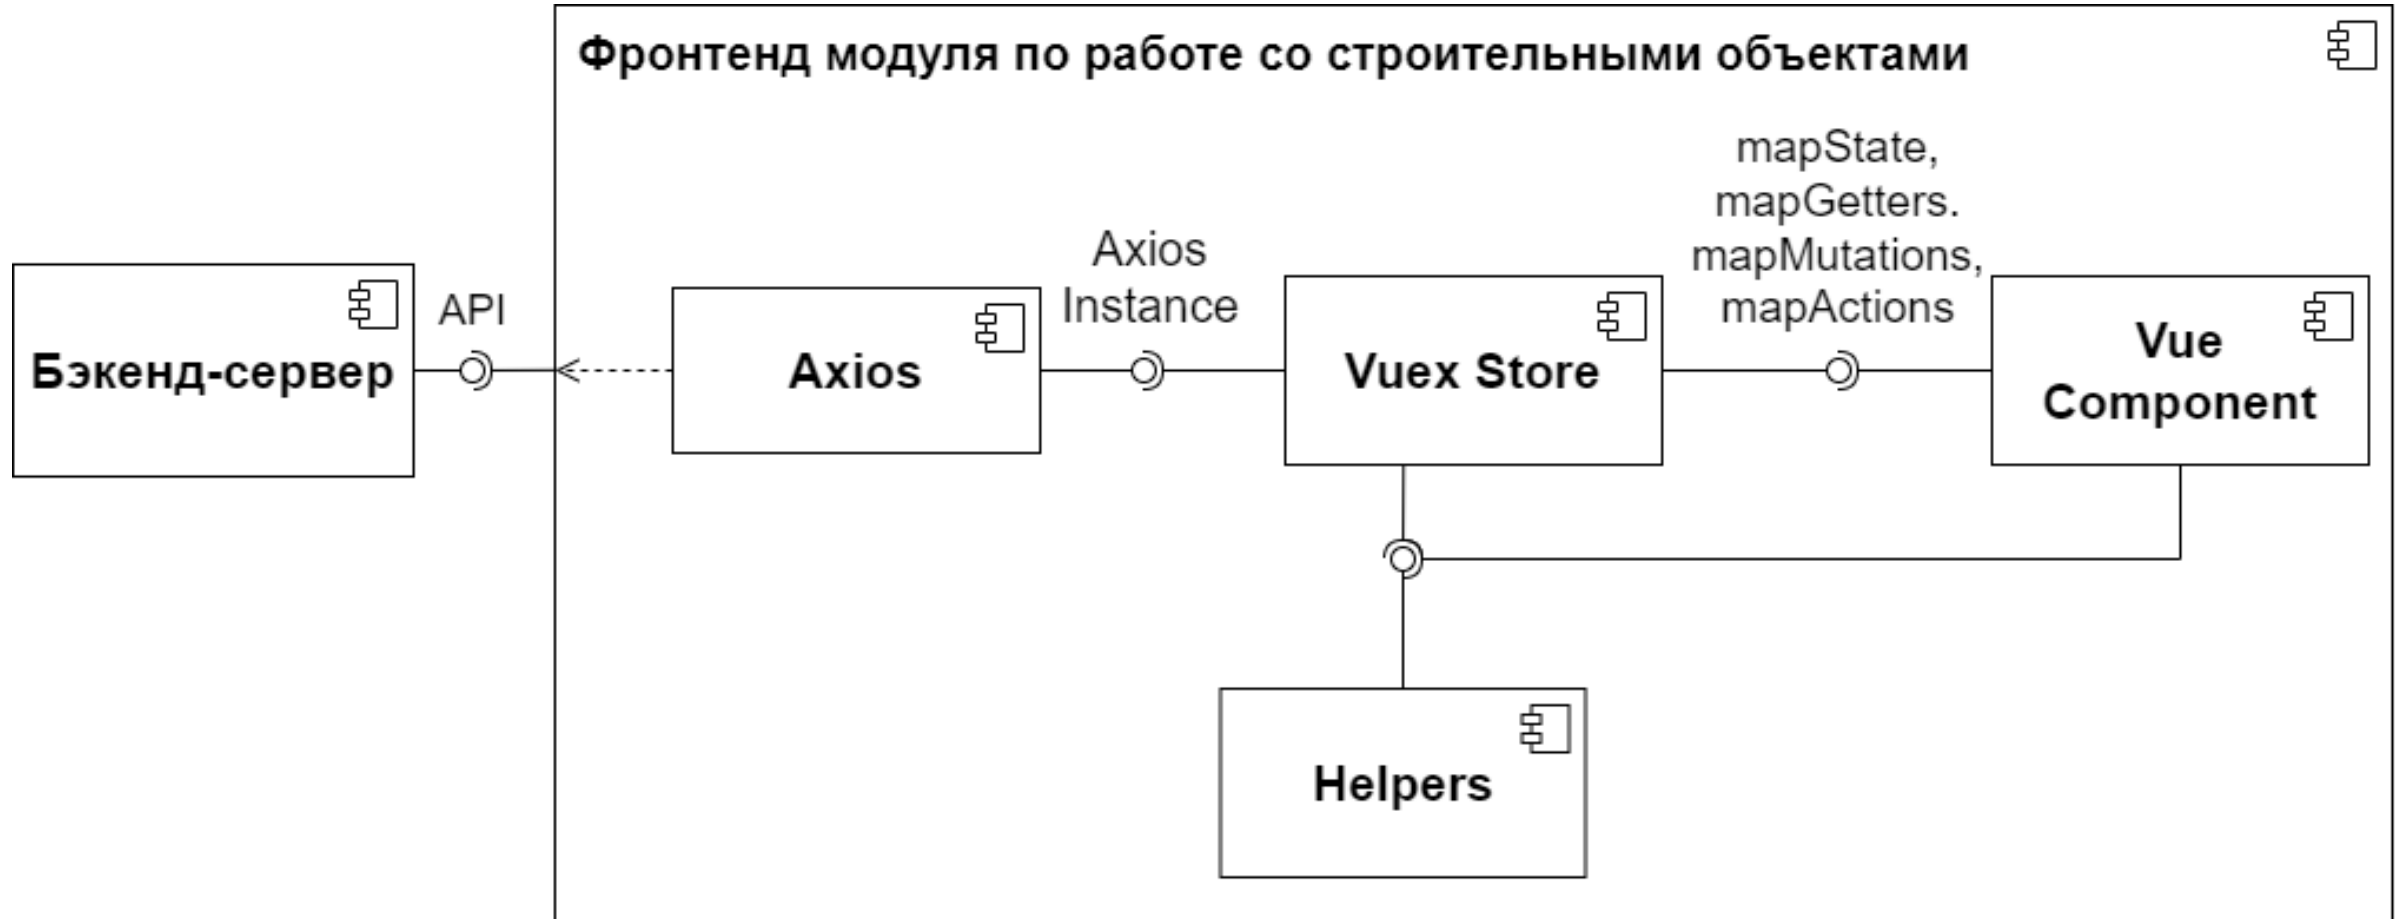 Фронтенд модуля по работе со строительными объектами
mapState,
mapGetters.
mapMutations,
mapActions
Axios
Instance
API
Бэкенд-сервер
Axios
Vuex Store
Vue
Component
Helpers